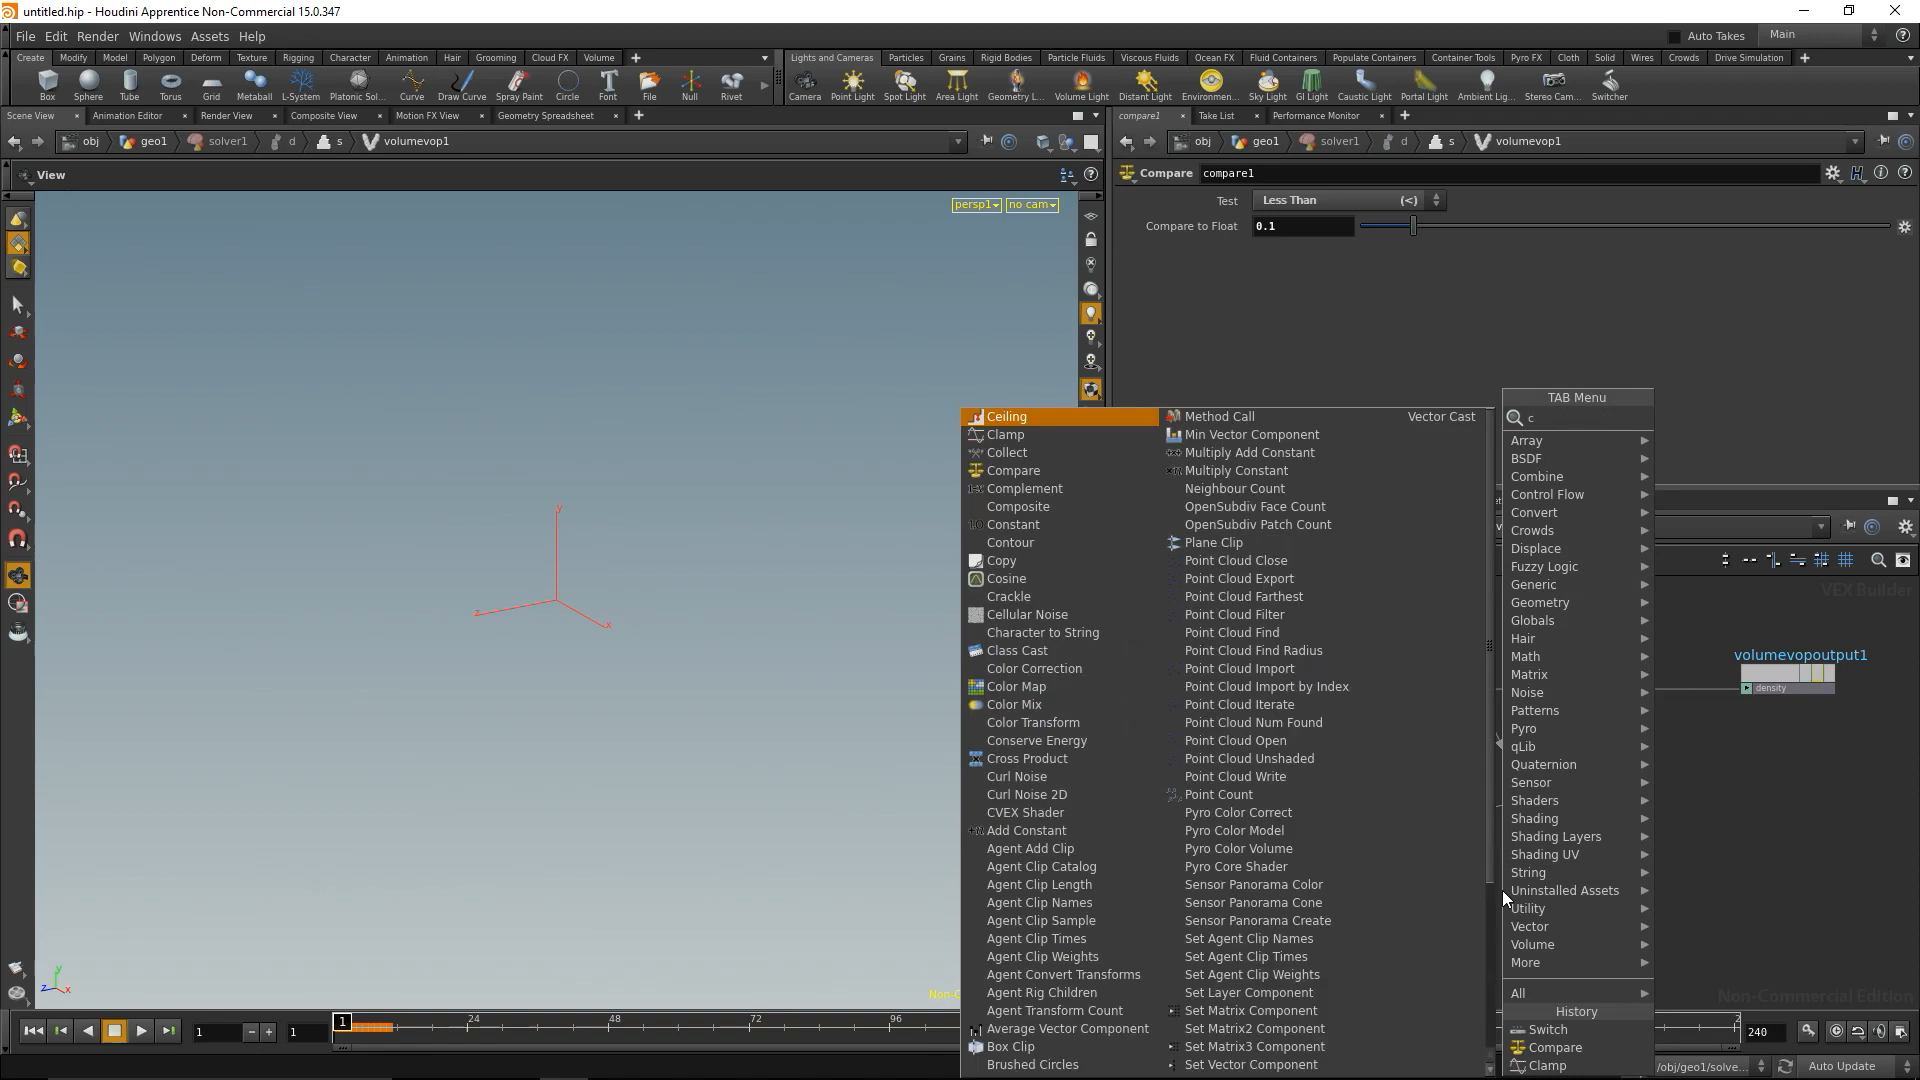 untitled.hip - Houdini Apprentice Non-Commercial 15.0.347
File Edit Render Windows Assets Help
Auto Takes Main
Create Modify Model Polygon Deform Texture Rigging Character Animation Hair Grooming Cloud FX Volume
Lights and Cameras Particles Grains Rigid Bodies Particle Fluids Viscous Fluids Ocean FX Fluid Containers Populate Containers Container Tools Pyro FX Cloth Solid Wires Crowds Drive Simulation
Box Sphere Tube Torus Grid Metaball L-System Platonic Sol... Curve Draw Curve Spray Paint Circle Font File Null Rivet
Camera Point Light Spot Light Area Light Geometry L... Volume Light Distant Light Environmen... Sky Light GI Light Caustic Light Portal Light Ambient Lig... Stereo Cam... Switcher
Scene View Animation Editor Render View Composite View Motion FX View Geometry Spreadsheet
compare1 Take List Performance Monitor
obj geo1 solver1 d s volumevop1
obj geo1 solver1 d s volumevop1
View
Compare compare1
persp1 no cam
Test Less Than (<)
Compare to Float 0.1
TAB Menu
c
Ceiling
Clamp
Collect
Compare
Complement
Composite
Constant
Contour
Copy
Cosine
Crackle
Cellular Noise
Character to String
Class Cast
Color Correction
Color Map
Color Mix
Color Transform
Conserve Energy
Cross Product
Curl Noise
Curl Noise 2D
CVEX Shader
Add Constant
Agent Add Clip
Agent Clip Catalog
Agent Clip Length
Agent Clip Names
Agent Clip Sample
Agent Clip Times
Agent Clip Weights
Agent Convert Transforms
Agent Rig Children
Agent Transform Count
Average Vector Component
Box Clip
Brushed Circles
Method Call
Min Vector Component
Multiply Add Constant
Multiply Constant
Neighbour Count
OpenSubdiv Face Count
OpenSubdiv Patch Count
Plane Clip
Point Cloud Close
Point Cloud Export
Point Cloud Farthest
Point Cloud Filter
Point Cloud Find
Point Cloud Find Radius
Point Cloud Import
Point Cloud Import by Index
Point Cloud Iterate
Point Cloud Num Found
Point Cloud Open
Point Cloud Unshaded
Point Cloud Write
Point Count
Pyro Color Correct
Pyro Color Model
Pyro Color Volume
Pyro Core Shader
Sensor Panorama Color
Sensor Panorama Cone
Sensor Panorama Create
Set Agent Clip Names
Set Agent Clip Times
Set Agent Clip Weights
Set Layer Component
Set Matrix Component
Set Matrix2 Component
Set Matrix3 Component
Set Vector Component
Vector Cast
Array
BSDF
Combine
Control Flow
Convert
Crowds
Displace
Fuzzy Logic
Generic
Geometry
Globals
Hair
Math
Matrix
Noise
Patterns
Pyro
qLib
Quaternion
Sensor
Shaders
Shading
Shading Layers
Shading UV
String
Uninstalled Assets
Utility
Vector
Volume
More
All
History
Switch
Compare
Clamp
VEX Builder
volumevopoutput1
density
Non-Commercial Edition
y
z
x
y
z x
1 1 1 24 48 72 96 240
/obj/geo1/solve... Auto Update